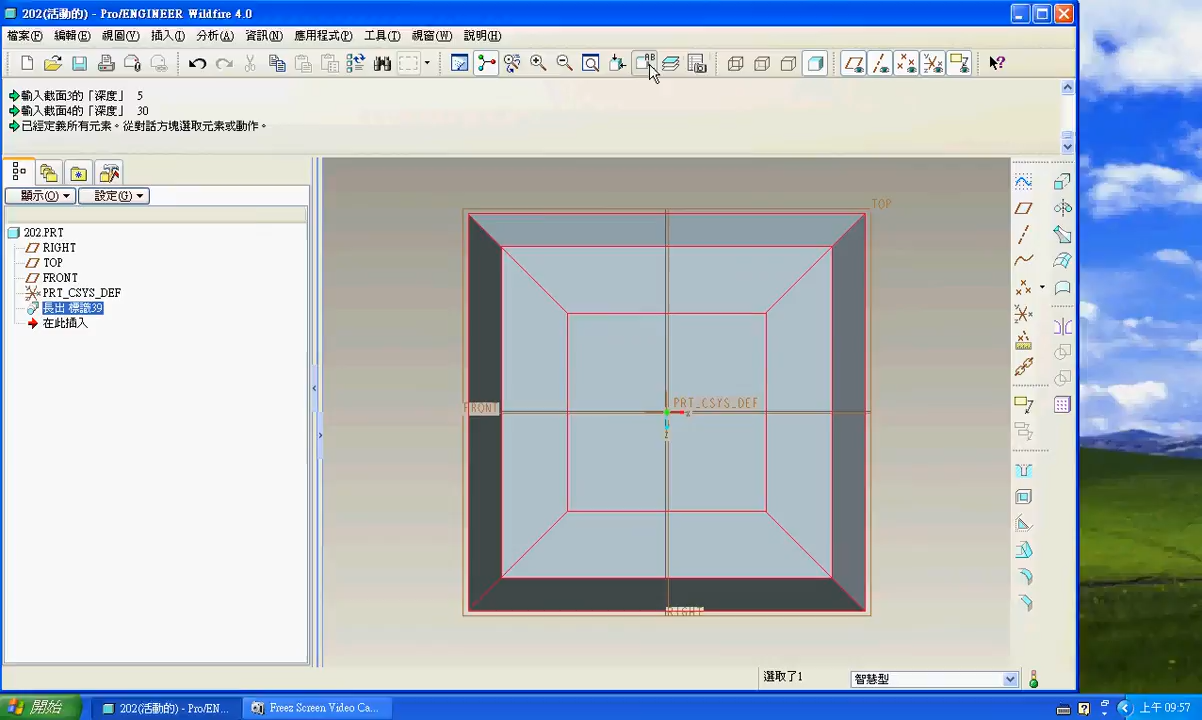 202(活動的) - Pro/ENGINEER Wildfire 4.0
檔案(F) 編輯(E) 視圖(V) 插入(I) 分析(A) 資訊(N) 應用程式(P) 工具(T) 視窗(W) 說明(H)
輸入截面3的「深度」 5
輸入截面4的「深度」 30
已經定義所有元素。從對話方塊選取元素或動作。
顯示(O) 設定(G)
202.PRT
RIGHT
TOP
FRONT
PRT_CSYS_DEF
長出 標識39
在此插入
TOP
PRT_CSYS_DEF
FRONT
X
Z
RIGHT
選取了1
智慧型
開始
202(活動的) - Pro/EN...
Freez Screen Video Ca...
上午 09:57